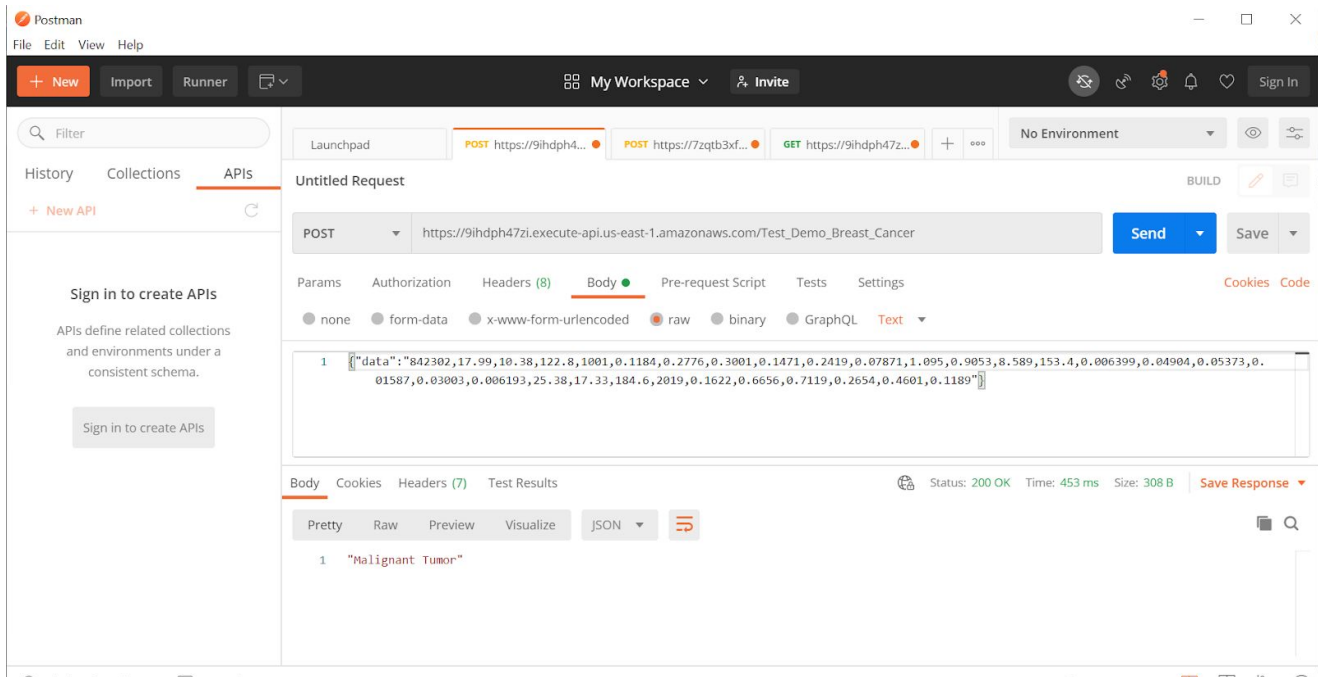 Postman
File Edit View Help
+ New Import Runner My Workspace Invite Sign In
Filter
Launchpad POST https://9ihdph4... POST https://7zqtb3xf... GET https://9ihdph47z... No Environment
History Collections APIs
Untitled Request BUILD
+ New API
POST https://9ihdph47zi.execute-api.us-east-1.amazonaws.com/Test_Demo_Breast_Cancer Send Save
Params Authorization Headers (8) Body Pre-request Script Tests Settings Cookies Code
Sign in to create APIs
none form-data x-www-form-urlencoded raw binary GraphQL Text
APIs define related collections
and environments under a
consistent schema.
1 {"data":"842302,17.99,10.38,122.8,1001,0.1184,0.2776,0.3001,0.1471,0.2419,0.07871,1.095,0.9053,8.589,153.4,0.006399,0.04904,0.05373,0.
01587,0.03003,0.006193,25.38,17.33,184.6,2019,0.1622,0.6656,0.7119,0.2654,0.4601,0.1189"}
Sign in to create APIs
Body Cookies Headers (7) Test Results Status: 200 OK Time: 453 ms Size: 308 B Save Response
Pretty Raw Preview Visualize JSON
1 "Malignant Tumor"